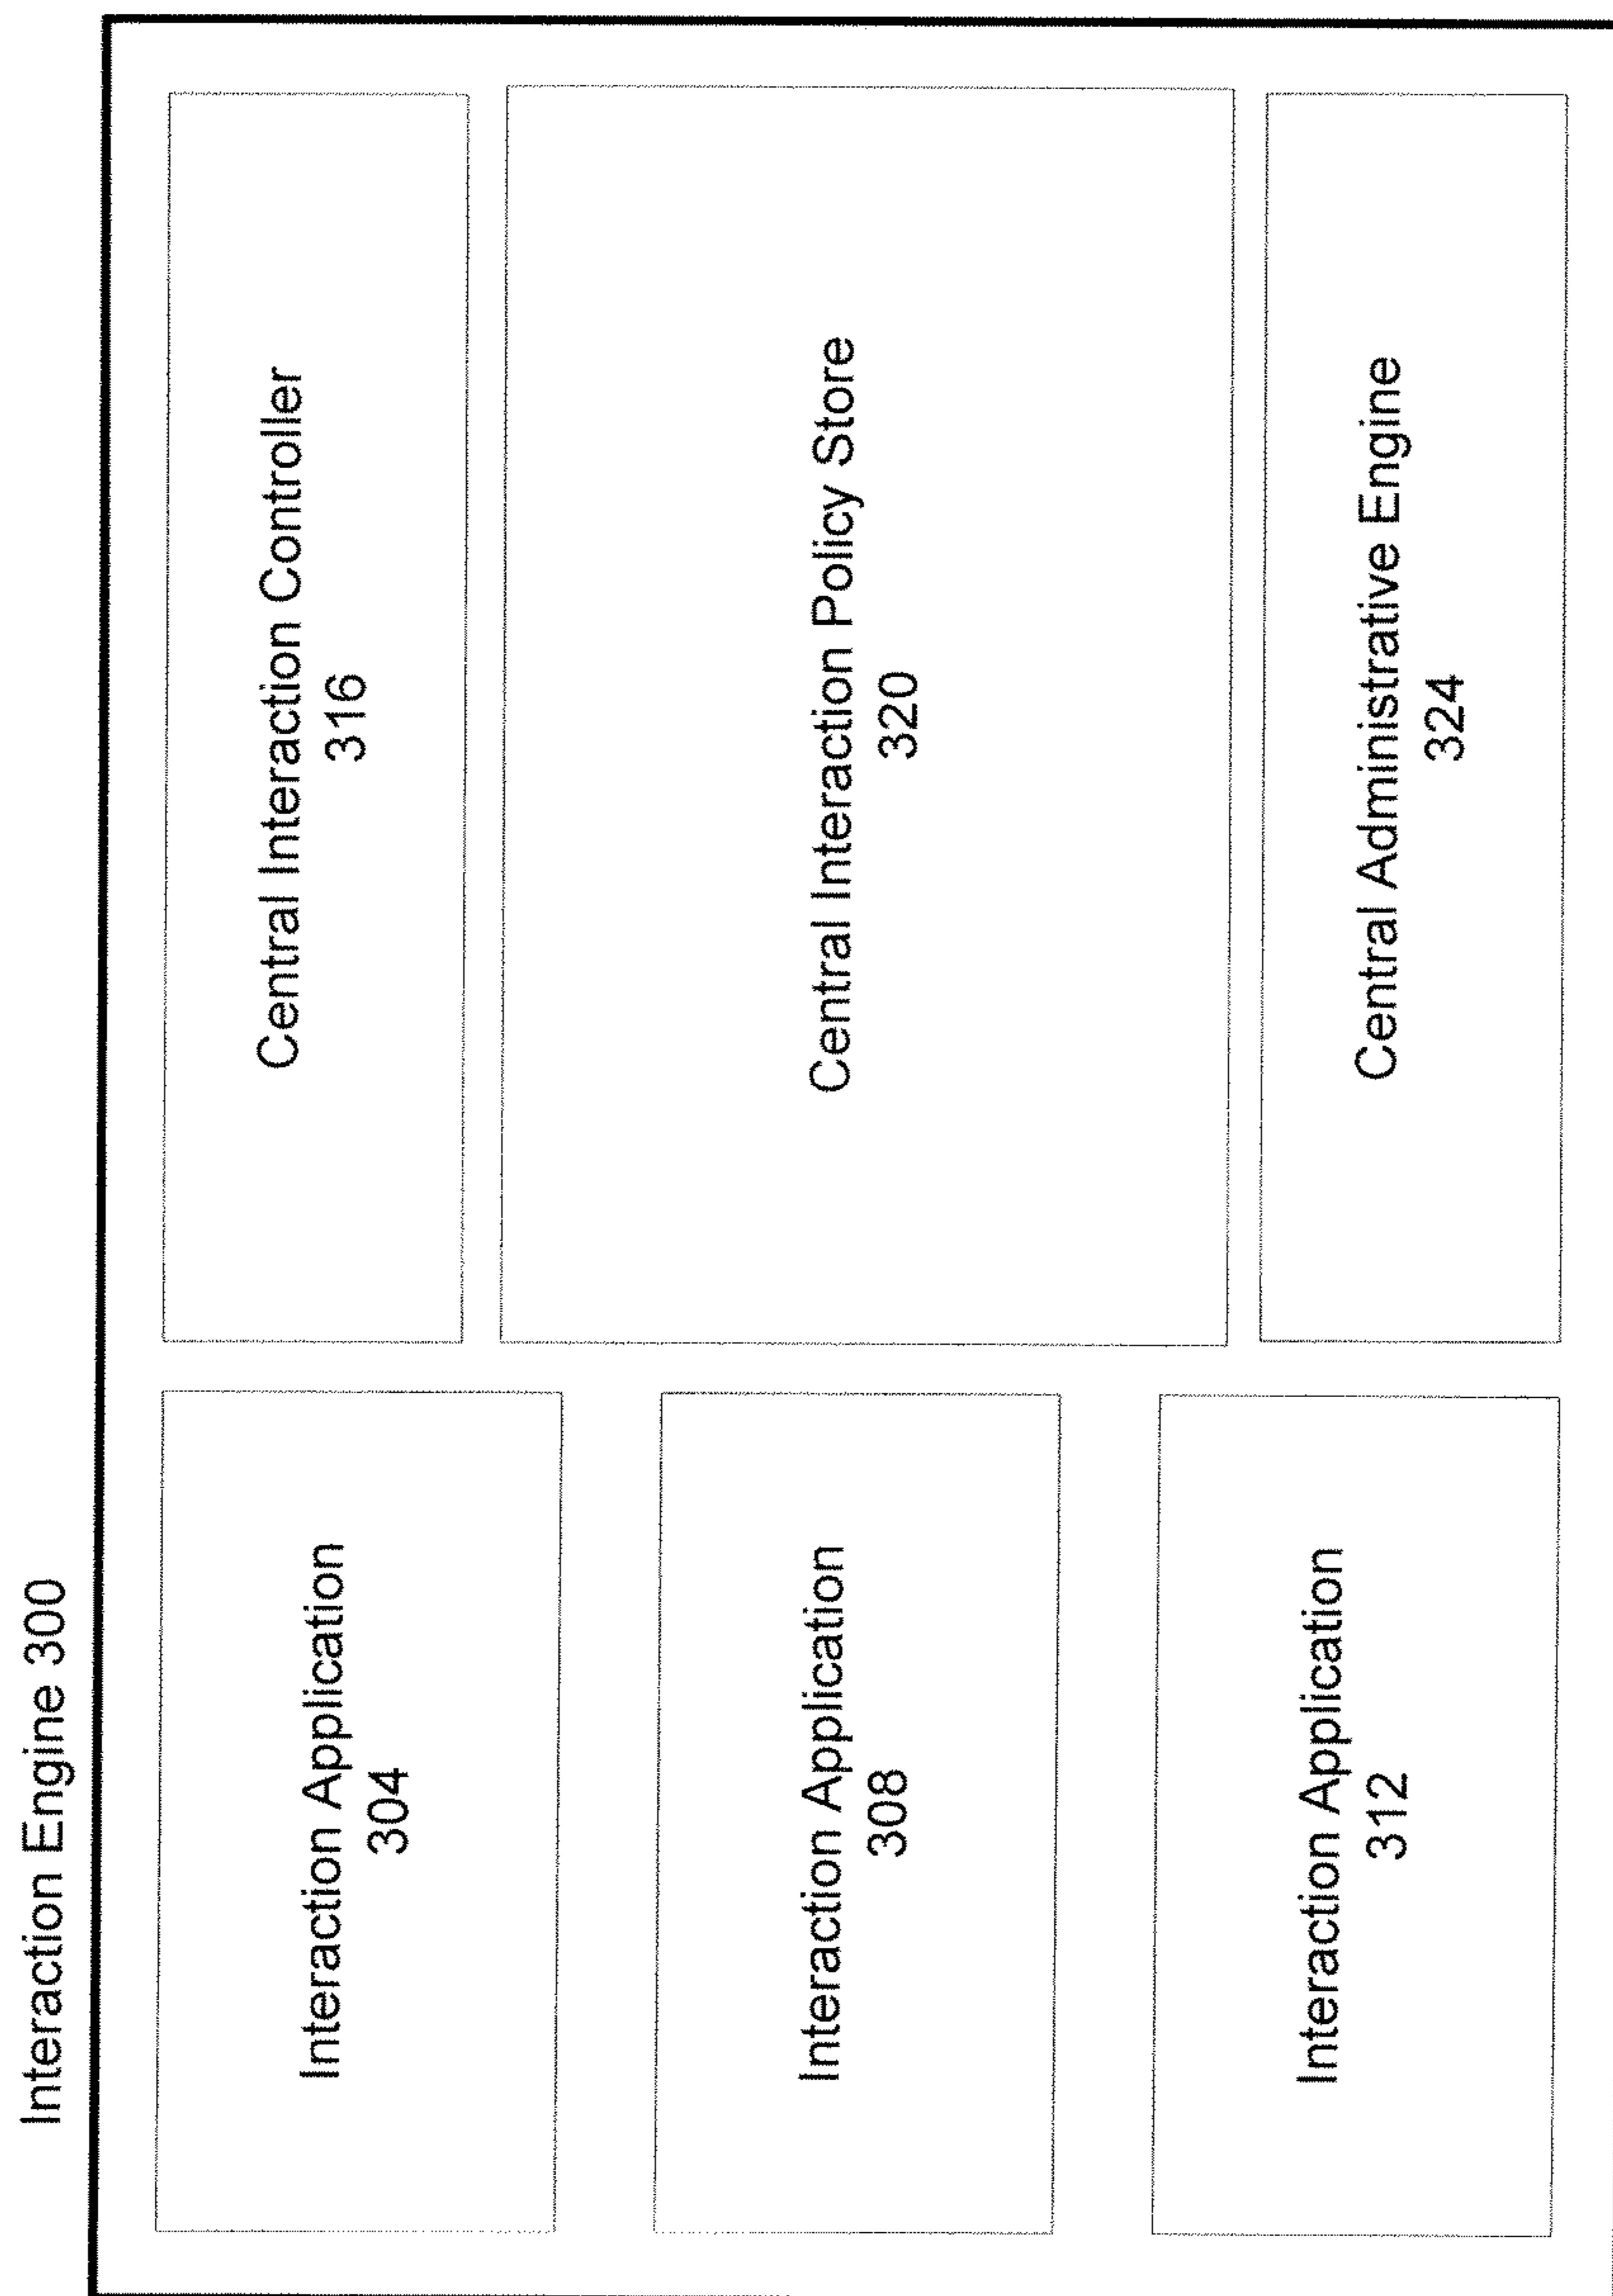 Interaction Engine 300
Interaction Application
304
Interaction Application
308
Interaction Application
312
Central Interaction Controller
316
Central Interaction Policy Store
320
Central Administrative Engine
324